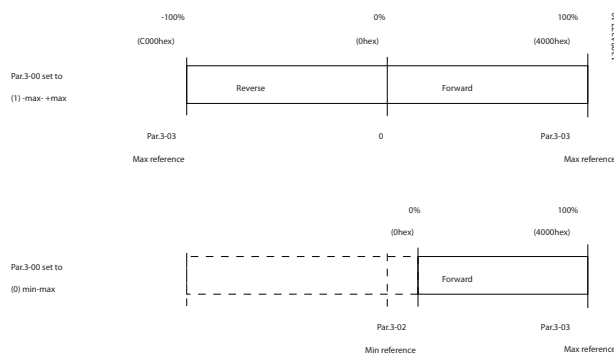 -100% 0% 100%
(C000hex) (0hex) (4000hex)
Par.3-00 set to
(1) -max- +max
Reverse Forward
Par.3-03 0 Par.3-03
Max reference Max reference
0% 100%
(0hex) (4000hex)
Par.3-00 set to
(0) min-max
Forward
Par.3-02 Par.3-03
Min reference Max reference